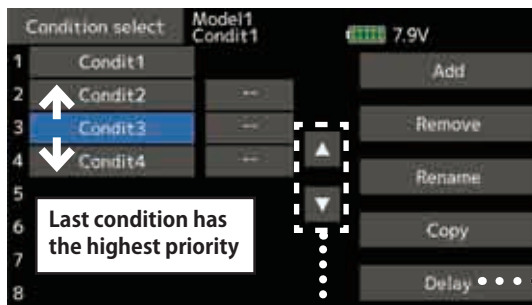 Condition select
Model1
Condit1
7.9V
1 Condit1
2 Condit2 --
3 Condit3 --
4 Condit4 --
5
6
7
8
Last condition has
the highest priority
Add
Remove
Rename
Copy
Delay